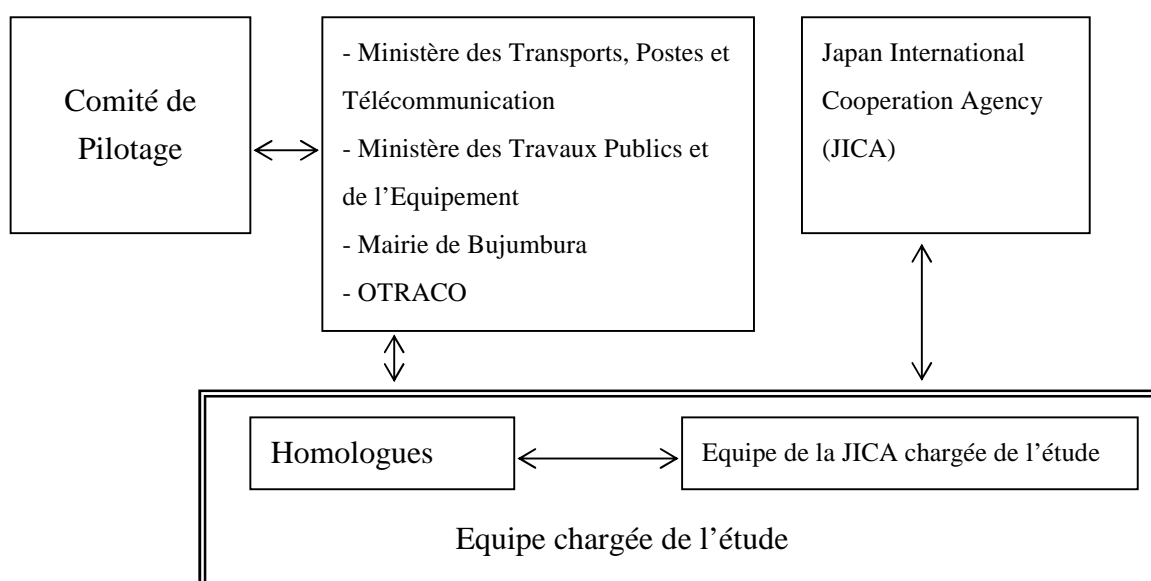 Comité de
Pilotage
- Ministère des Transports, Postes et
Télécommunication
- Ministère des Travaux Publics et
de l’Equipement
- Mairie de Bujumbura
- OTRACO
Japan International
Cooperation Agency
(JICA)
Homologues
Equipe de la JICA chargée de l’étude
Equipe chargée de l’étude